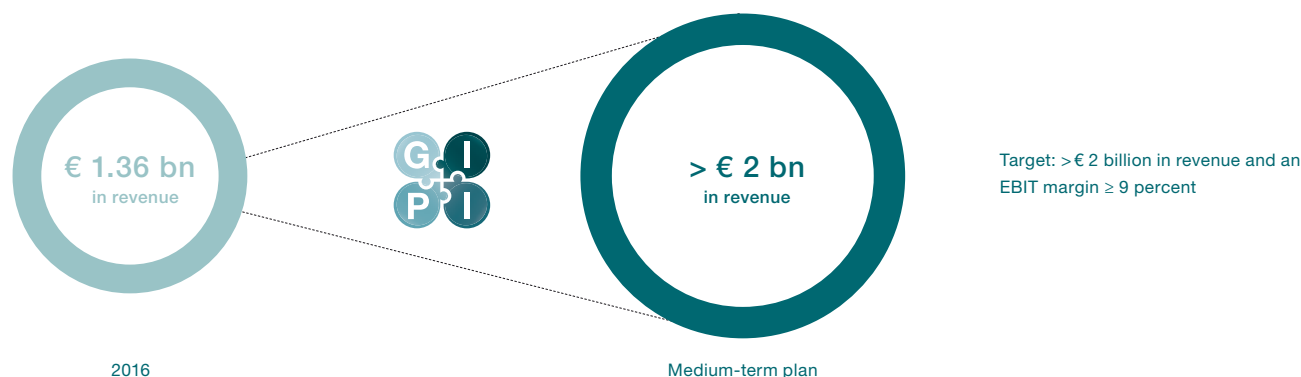 € 1.36 bn
in revenue
G I
P I
> € 2 bn
in revenue
Target: > € 2 billion in revenue and an
EBIT margin ≥ 9 percent
2016
Medium-term plan